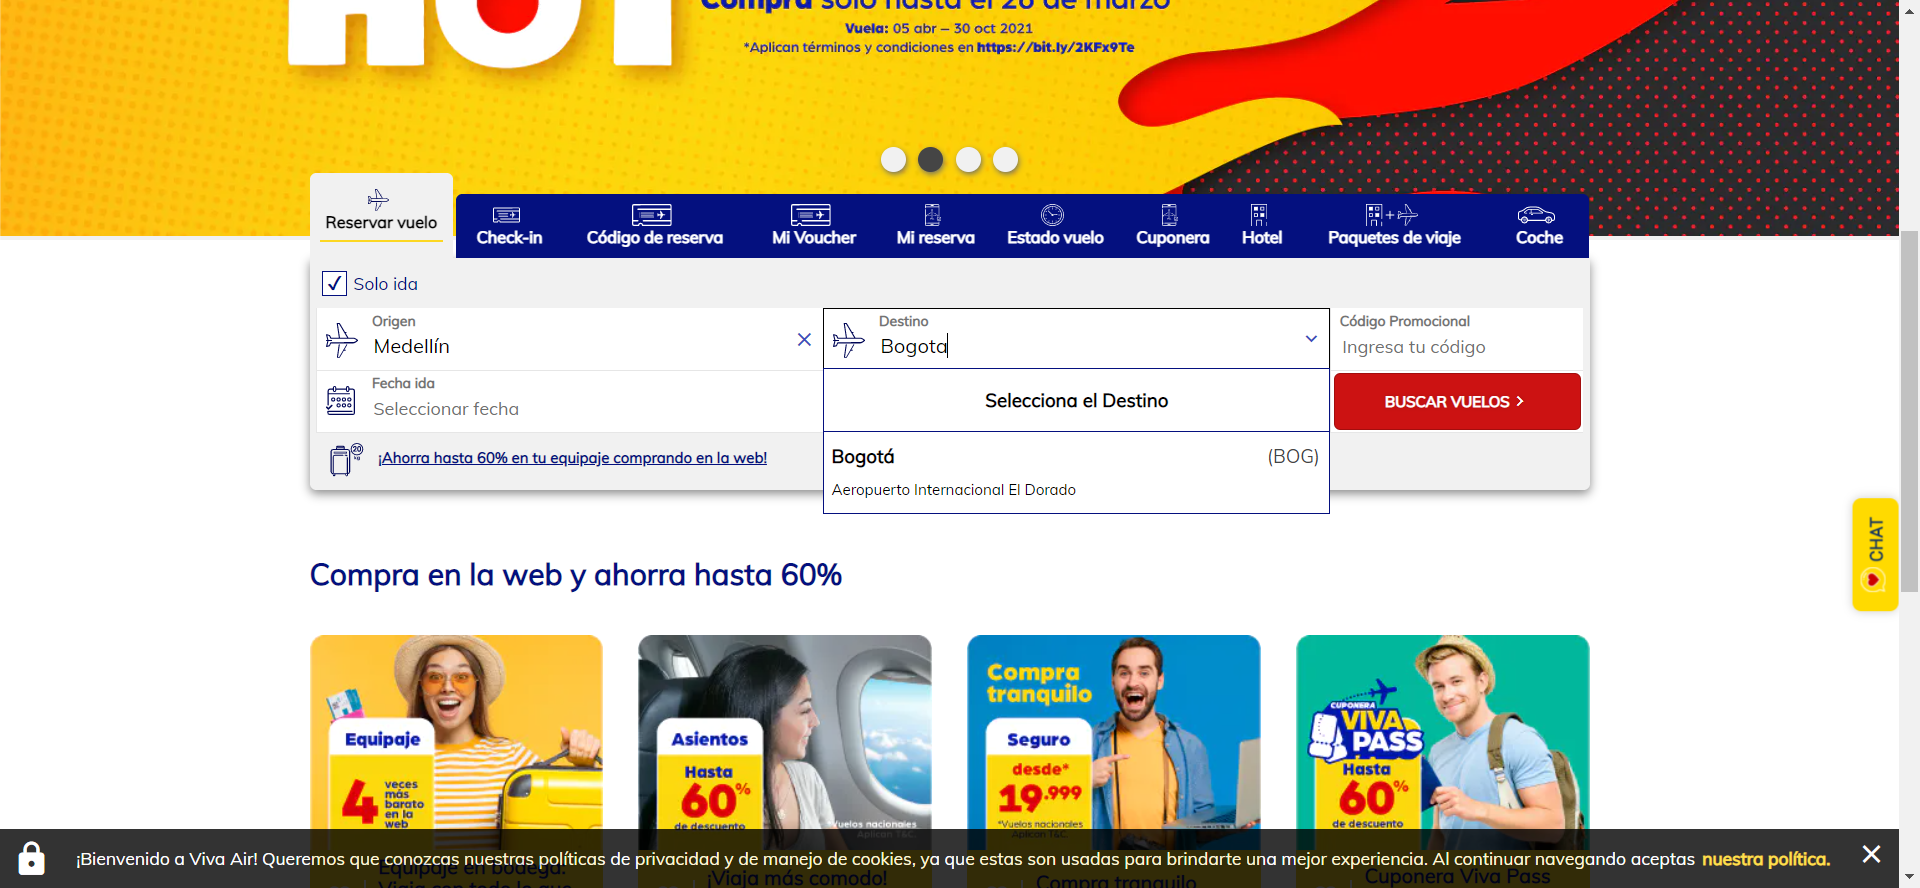 HOT
Compra solo hasta el 28 de marzo
Vuela: 05 abr – 30 oct 2021
*Aplican términos y condiciones en https://bit.ly/2KFx9Te
Reservar vuelo
Check-in
Código de reserva
Mi Voucher
Mi reserva
Estado vuelo
Cuponera
Hotel
Paquetes de viaje
Coche
Solo ida
Origen
Medellín
Destino
Bogota
Código Promocional
Ingresa tu código
Fecha ida
Seleccionar fecha
Selecciona el Destino
BUSCAR VUELOS
Bogotá (BOG)
Aeropuerto Internacional El Dorado
20
kg
¡Ahorra hasta 60% en tu equipaje comprando en la web!
CHAT
Compra en la web y ahorra hasta 60%
Equipaje
4 veces
más
barato
en la
web
Asientos
Hasta
60%
de descuento
*Vuelos nacionales
Aplican T&C.
Compra
tranquilo
Seguro
desde*
19.999
*Vuelos nacionales
Aplican T&C.
CUPONERA
VIVA
PASS
Hasta
60%
de descuento
¡Bienvenido a Viva Air! Queremos que conozcas nuestras políticas de privacidad y de manejo de cookies, ya que estas son usadas para brindarte una mejor experiencia. Al continuar navegando aceptas nuestra política.
Equipaje en bodega.
Viaja con todo lo que
¡Viaja más comodo!
Compra tranquilo
Cuponera Viva Pass